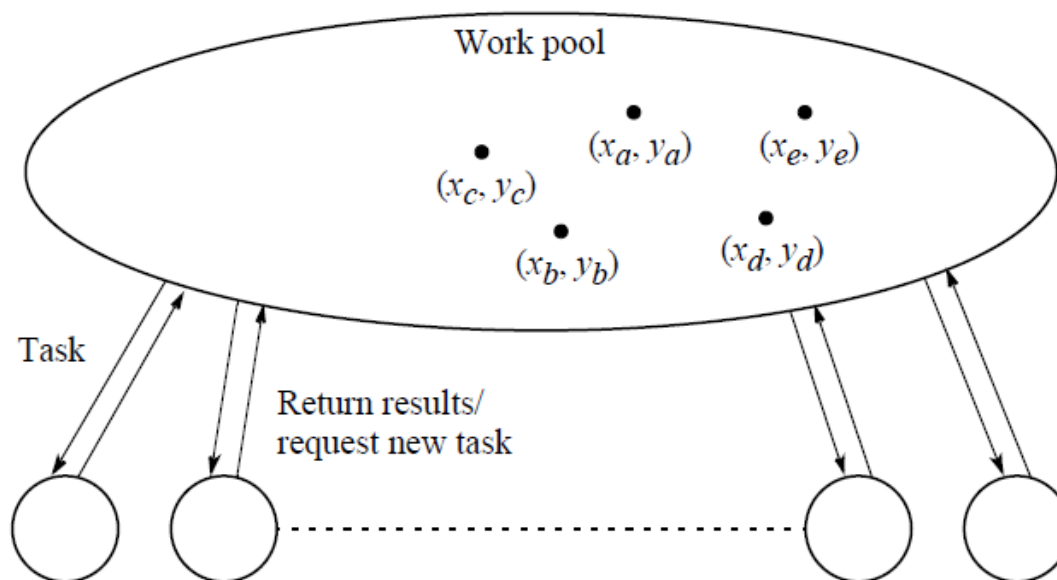 Work pool
(x_a, y_a)
(x_e, y_e)
(x_c, y_c)
(x_b, y_b)
(x_d, y_d)
Task
Return results/
request new task